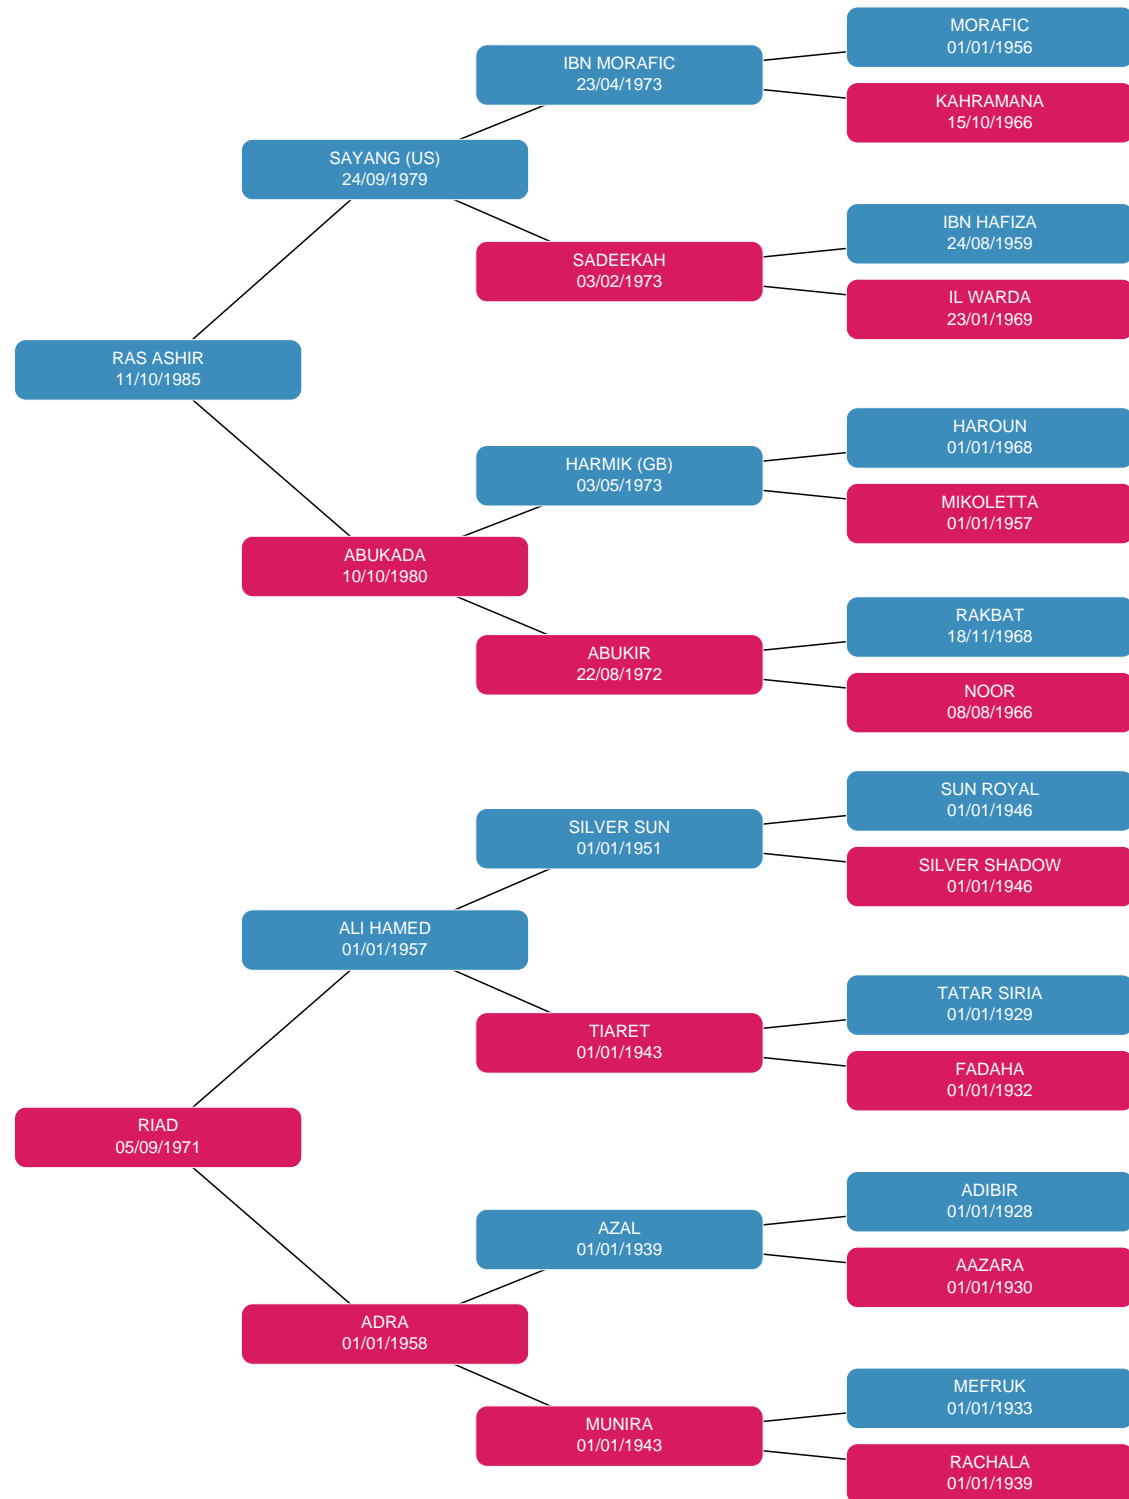 MORAFIC
01/01/1956
IBN MORAFIC
23/04/1973
KAHRAMANA
15/10/1966
SAYANG (US)
24/09/1979
IBN HAFIZA
24/08/1959
SADEEKAH
03/02/1973
IL WARDA
23/01/1969
RAS ASHIR
11/10/1985
HAROUN
01/01/1968
HARMIK (GB)
03/05/1973
MIKOLETTA
01/01/1957
ABUKADA
10/10/1980
RAKBAT
18/11/1968
ABUKIR
22/08/1972
NOOR
08/08/1966
SUN ROYAL
01/01/1946
SILVER SUN
01/01/1951
SILVER SHADOW
01/01/1946
ALI HAMED
01/01/1957
TATAR SIRIA
01/01/1929
TIARET
01/01/1943
FADAHA
01/01/1932
RIAD
05/09/1971
ADIBIR
01/01/1928
AZAL
01/01/1939
AAZARA
01/01/1930
ADRA
01/01/1958
MEFRUK
01/01/1933
MUNIRA
01/01/1943
RACHALA
01/01/1939